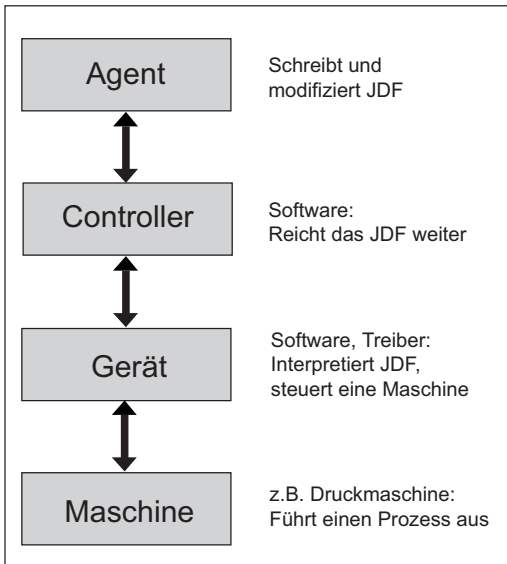 Agent
Schreibt und
modifiziert JDF
Controller
Software:
Reicht das JDF weiter
Gerät
Software, Treiber:
Interpretiert JDF,
steuert eine Maschine
Maschine
z.B. Druckmaschine:
Führt einen Prozess aus